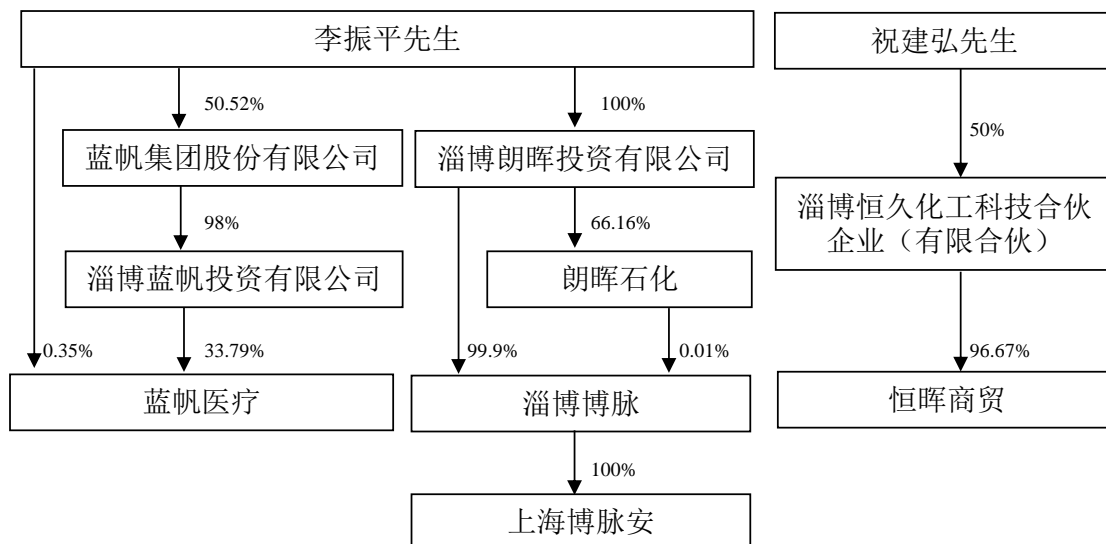 李振平先生
祝建弘先生
50.52%
100%
50%
蓝帆集团股份有限公司
淄博朗晖投资有限公司
淄博恒久化工科技合伙
企业（有限合伙）
98%
66.16%
淄博蓝帆投资有限公司
朗晖石化
0.35%
33.79%
99.9%
0.01%
96.67%
蓝帆医疗
淄博博脉
恒晖商贸
100%
上海博脉安